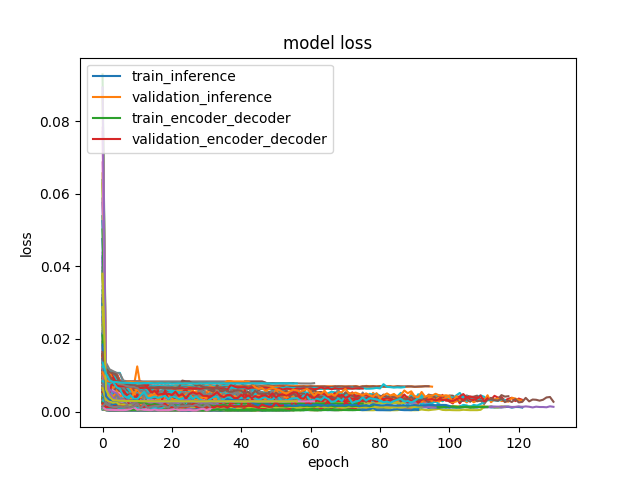 model loss
train_inference
validation_inference
train_encoder_decoder
validation_encoder_decoder
0.08
0.06
0.04
0.02
0.00
loss
0 20 40 60 80 100 120
epoch